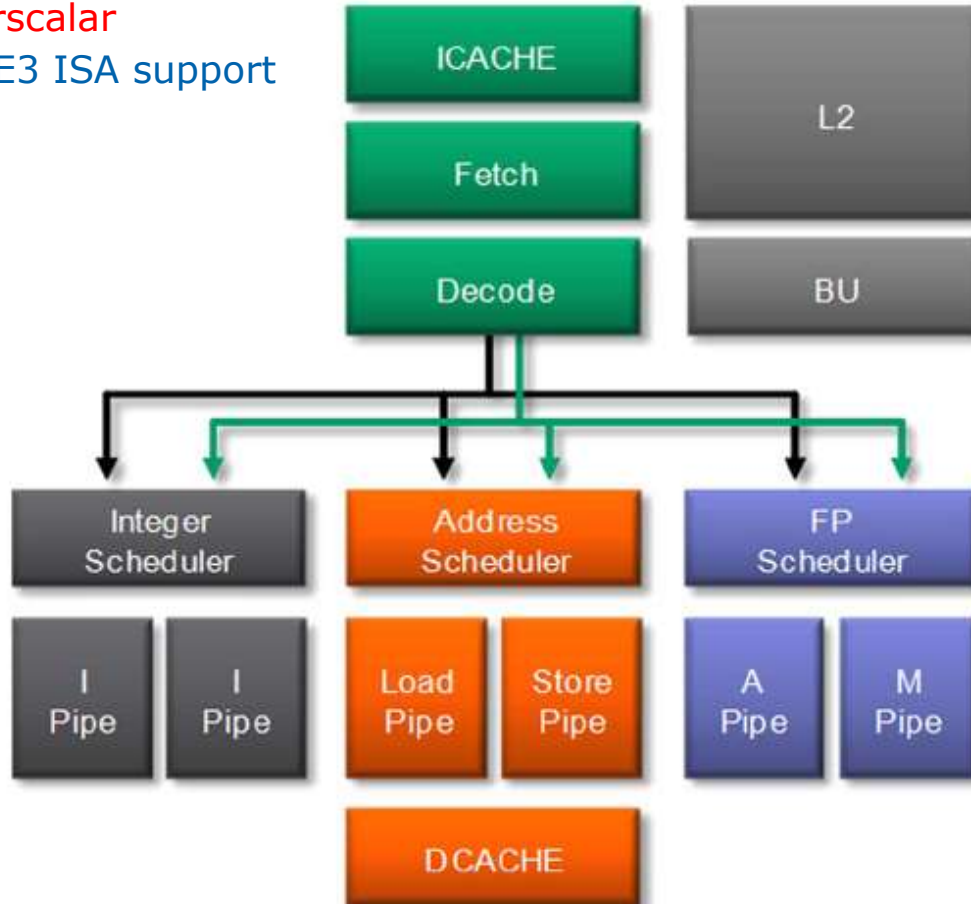 rscalar
E3 ISA support
ICACHE
L2
Fetch
Decode
BU
Integer
Scheduler
Address
Scheduler
FP
Scheduler
I
Pipe
I
Pipe
Load
Pipe
Store
Pipe
A
Pipe
M
Pipe
DCACHE